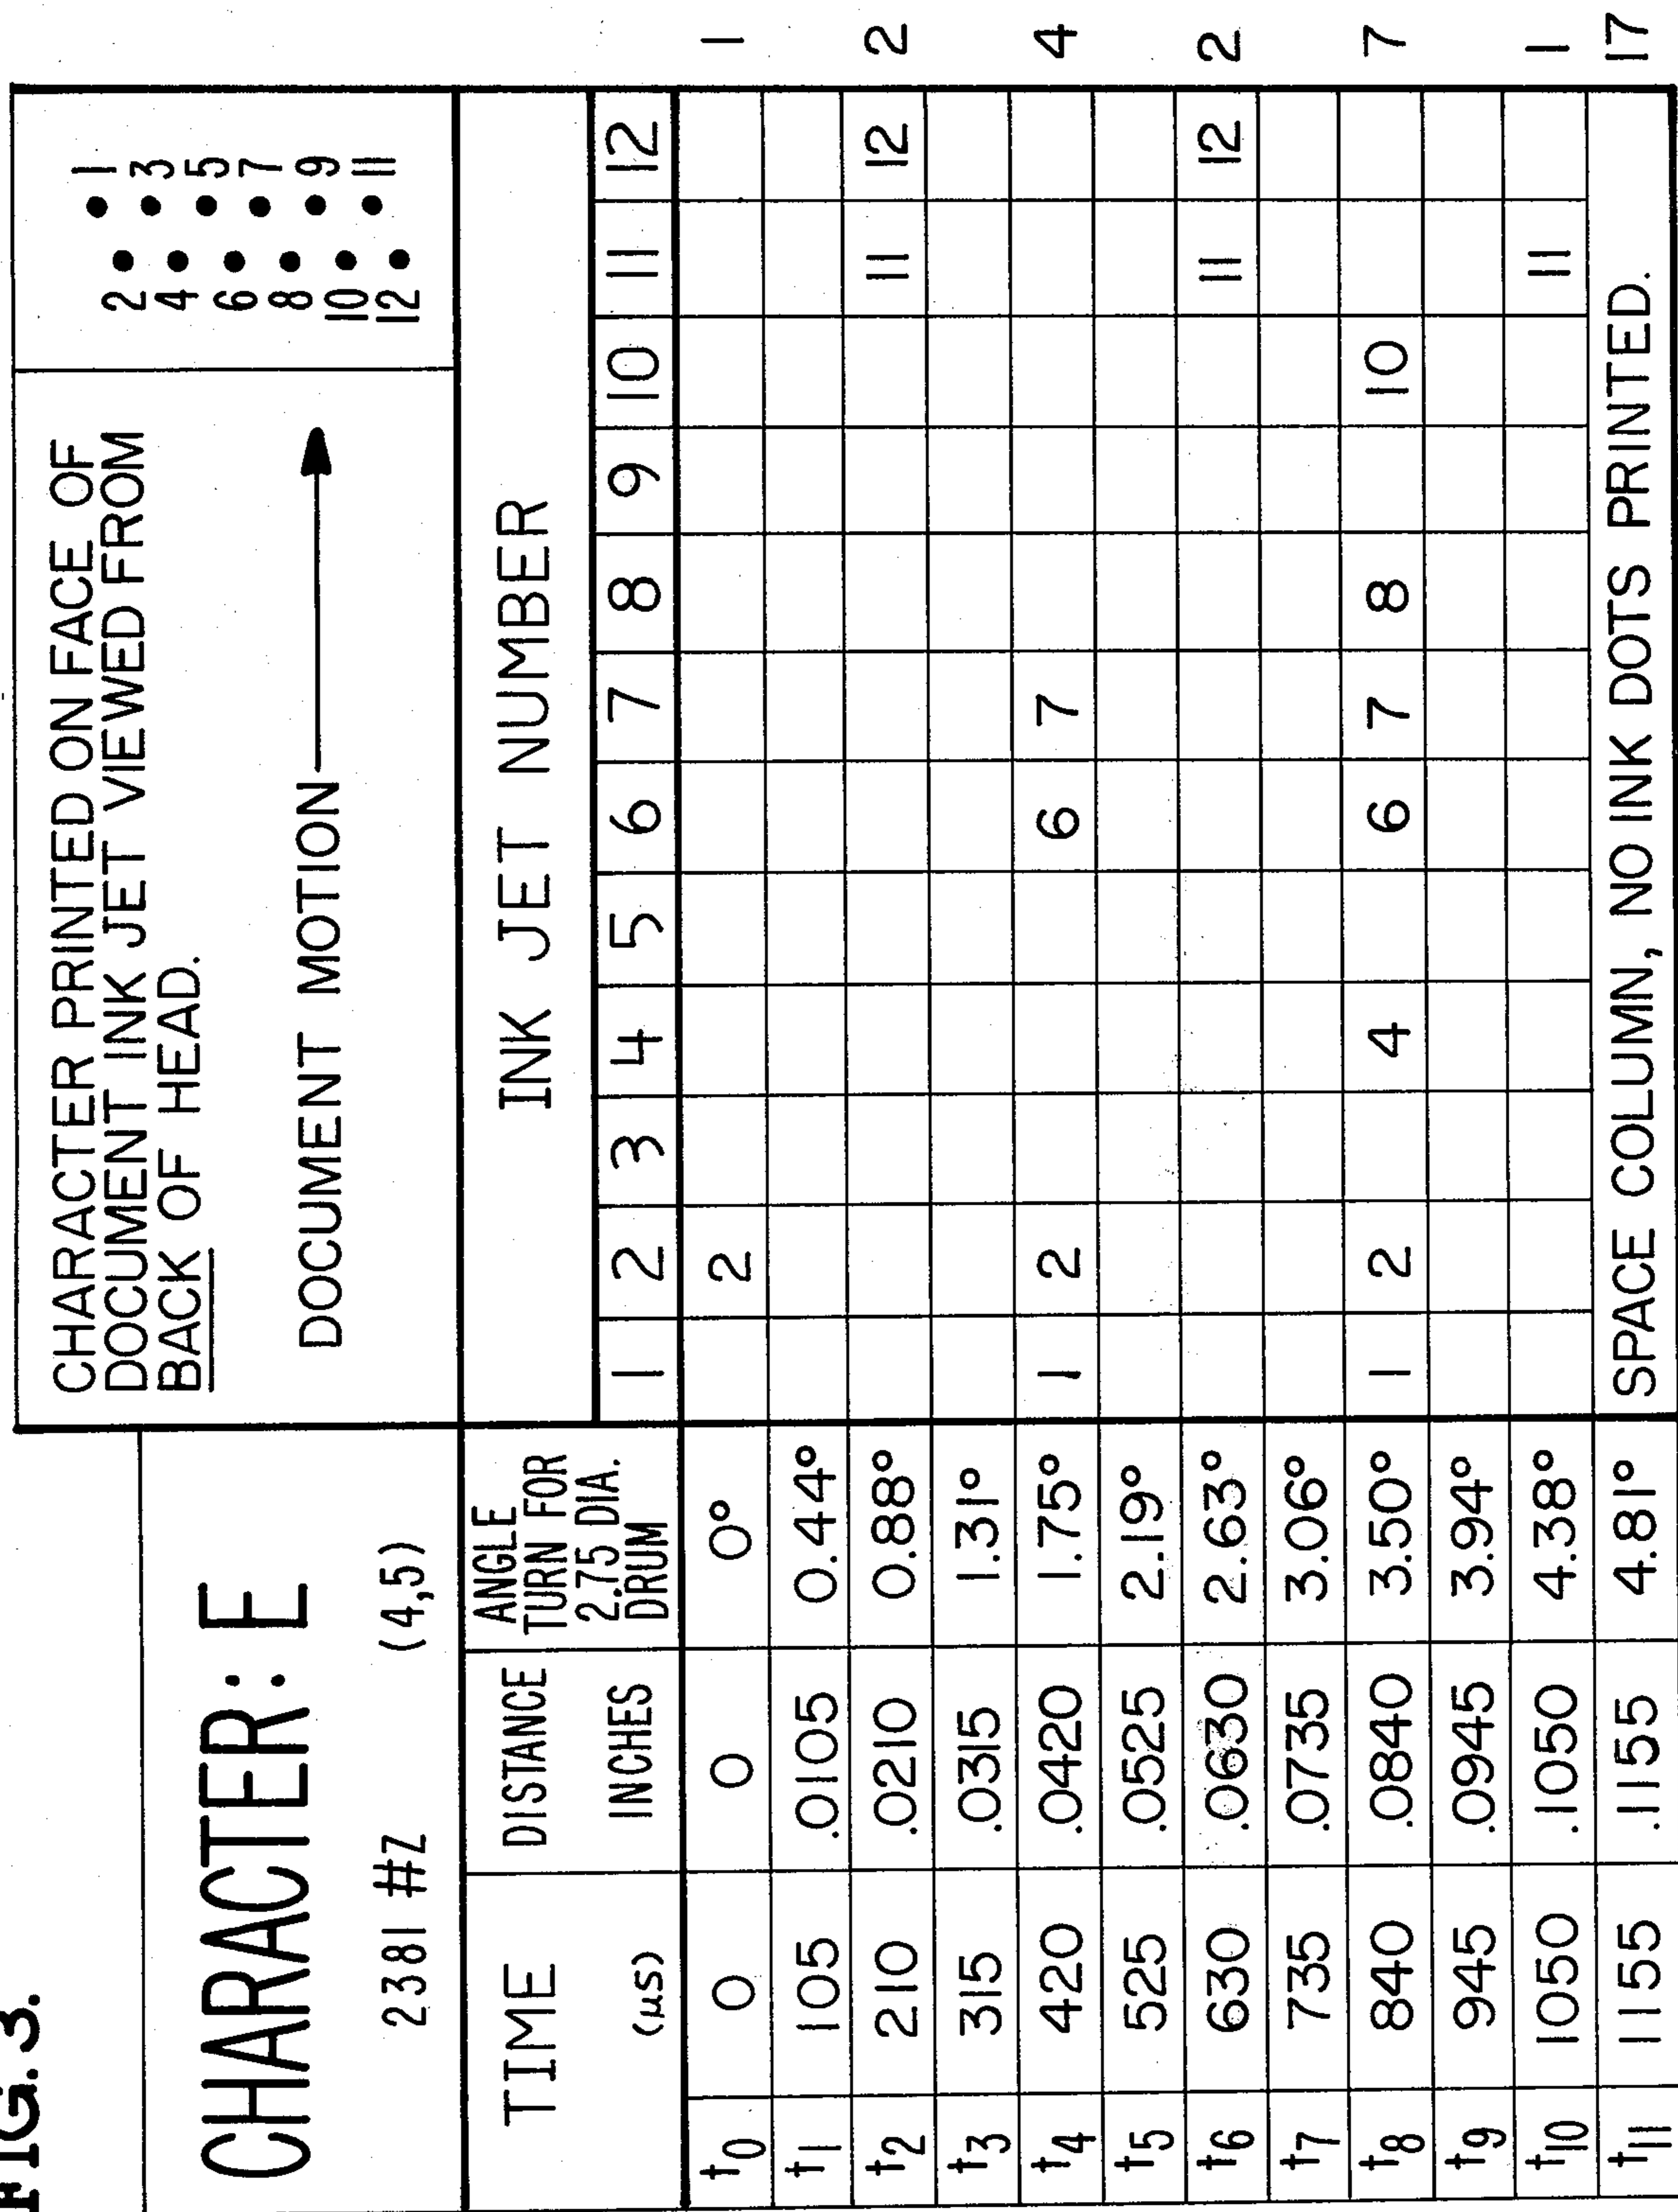 FIG. 3.
CHARACTER: E
2381 #Z (4,5)
CHARACTER PRINTED ON FACE OF
DOCUMENT INK JET VIEWED FROM
BACK OF HEAD.
DOCUMENT MOTION
1
2
3
4
5
6
7
8
9
10
11
12
TIME (µs) DISTANCE INCHES ANGLE TURN FOR 2.75 DIA. DRUM INK JET NUMBER
1 2 3 4 5 6 7 8 9 10 11 12
t0 0 0 0° 2 1
t1 105 .0105 0.44°
t2 210 .0210 0.88° 11 12 2
t3 315 .0315 1.31°
t4 420 .0420 1.75° 1 2 6 7 4
t5 525 .0525 2.19°
t6 630 .0630 2.63° 11 12 2
t7 735 .0735 3.06°
t8 840 .0840 3.50° 1 2 4 6 7 8 10 7
t9 945 .0945 3.94°
t10 1050 .1050 4.38° 11 1
t11 1155 .1155 4.81° SPACE COLUMN, NO INK DOTS PRINTED. 17